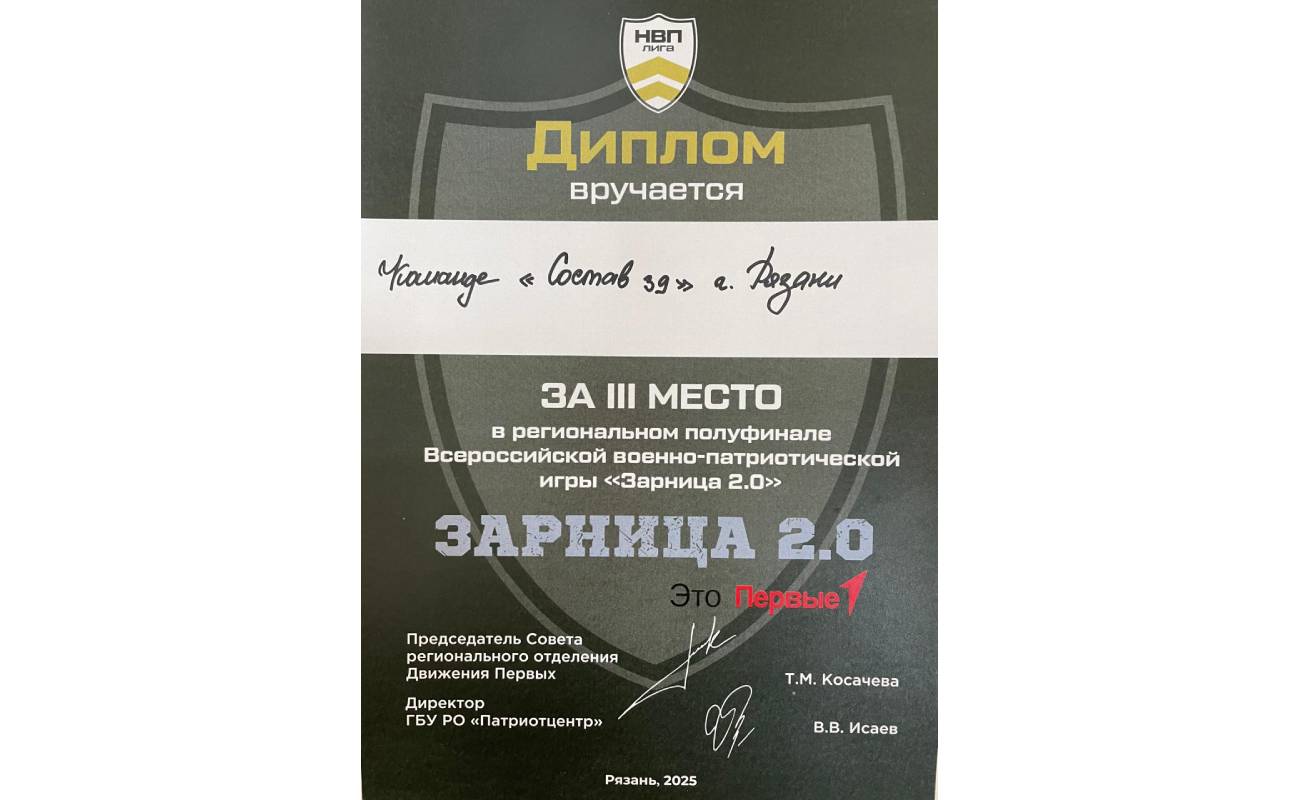 НВП
ЛИГА
Диплом
вручается
Команде «Состав 39» г. Рязани
ЗА III МЕСТО
в региональном полуфинале
Всероссийской военно-патриотической
игры «Зарница 2.0»
ЗАРНИЦА 2.0
Это Первые
Председатель Совета
регионального отделения
Движения Первых
Т.М. Косачева
Директор
ГБУ РО «Патриотцентр»
В.В. Исаев
Рязань, 2025